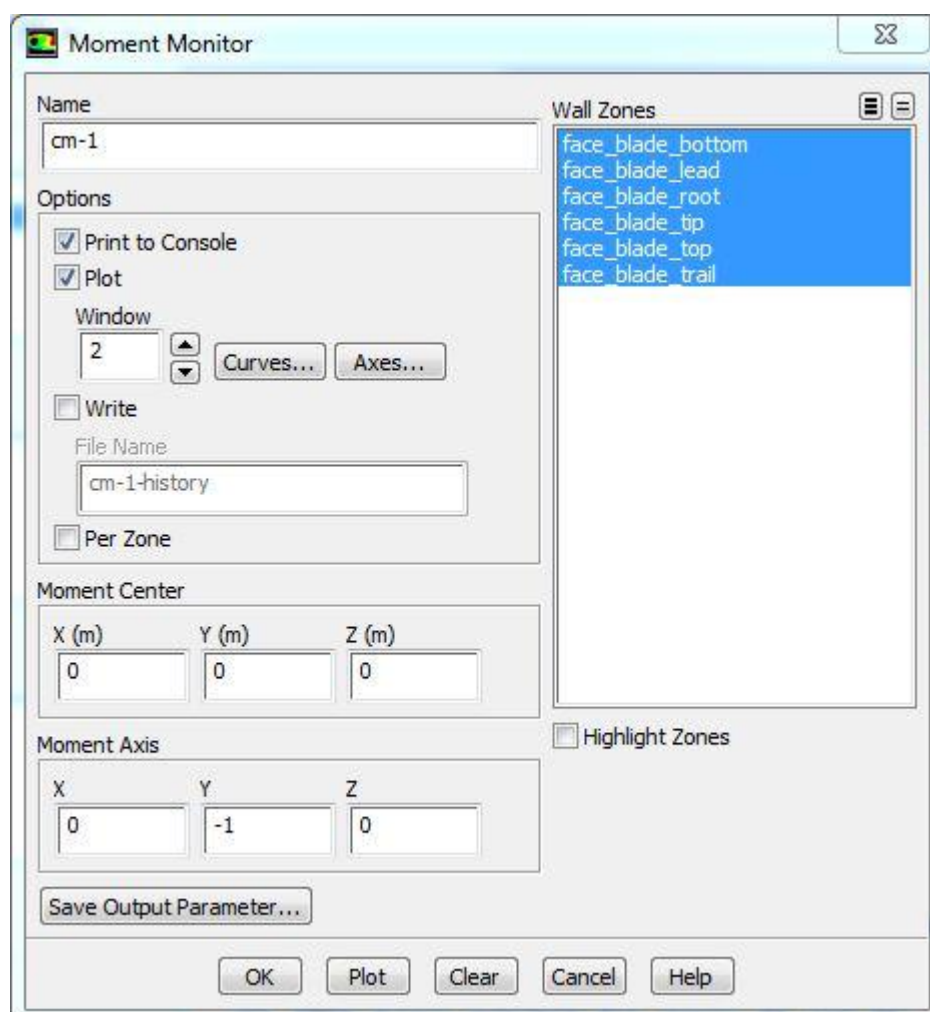 Moment Monitor
Name
cm-1
Options
Print to Console
Plot
Window
2
Curves...
Axes...
Write
File Name
cm-1-history
Per Zone
Moment Center
X (m) Y (m) Z (m)
0 0 0
Moment Axis
X Y Z
0 -1 0
Save Output Parameter...
Wall Zones
face_blade_bottom
face_blade_lead
face_blade_root
face_blade_tip
face_blade_top
face_blade_trail
Highlight Zones
OK Plot Clear Cancel Help